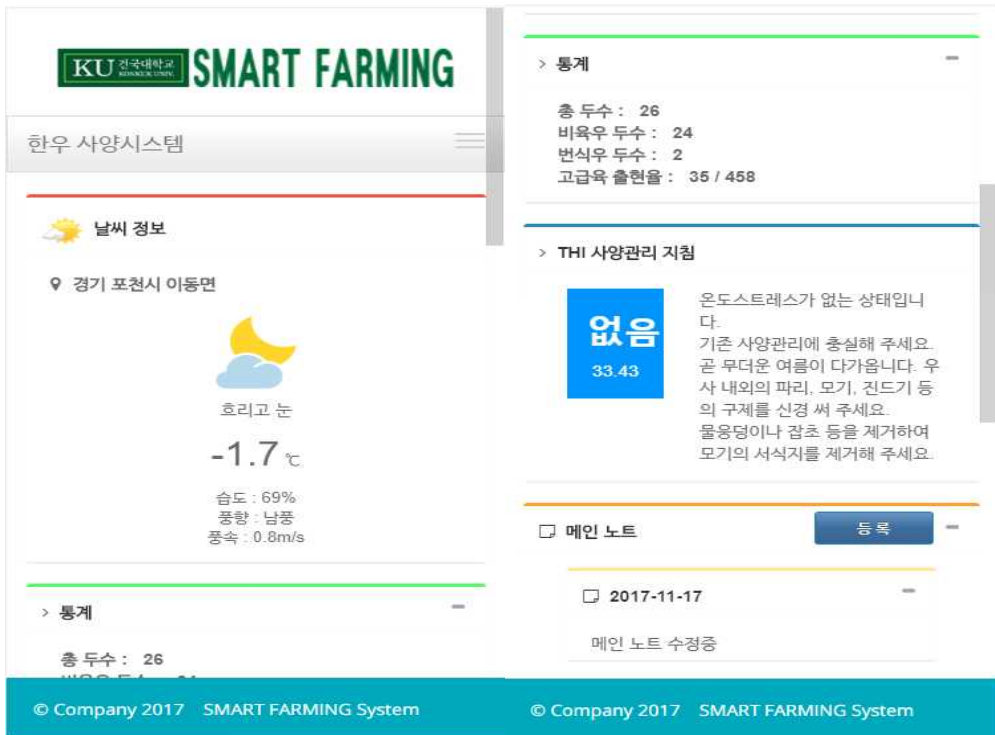 KU 건국대학교 KONKUK UNIV. SMART FARMING
한우 사양시스템
날씨 정보
경기 포천시 이동면
흐리고 눈
-1.7 ℃
습도 : 69%
풍향 : 남풍
풍속 : 0.8m/s
> 통계
총 두수 : 26
© Company 2017 SMART FARMING System
> 통계
총 두수 : 26
비육우 두수 : 24
번식우 두수 : 2
고급육 출현율 : 35 / 458
> THI 사양관리 지침
없음
33.43
온도스트레스가 없는 상태입니
다.
기존 사양관리에 충실해 주세요.
곧 무더운 여름이 다가옵니다. 우
사 내외의 파리, 모기, 진드기 등
의 구제를 신경 써 주세요.
물웅덩이나 잡초 등을 제거하여
모기의 서식지를 제거해 주세요.
메인 노트
등록
2017-11-17
메인 노트 수정중
© Company 2017 SMART FARMING System